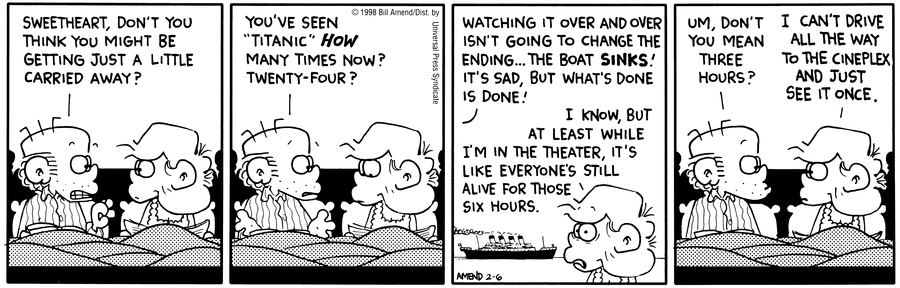 SWEETHEART, DON'T YOU
THINK YOU MIGHT BE
GETTING JUST A LITTLE
CARRIED AWAY?
© 1998 Bill Amend/Dist. by Universal Press Syndicate
YOU'VE SEEN
"TITANIC" HOW
MANY TIMES NOW?
TWENTY-FOUR?
WATCHING IT OVER AND OVER
ISN'T GOING TO CHANGE THE
ENDING... THE BOAT SINKS!
IT'S SAD, BUT WHAT'S DONE
IS DONE!
I KNOW, BUT
AT LEAST WHILE
I'M IN THE THEATER, IT'S
LIKE EVERYONE'S STILL
ALIVE FOR THOSE
SIX HOURS.
AMEND 2-6
UM, DON'T
YOU MEAN
THREE
HOURS?
I CAN'T DRIVE
ALL THE WAY
TO THE CINEPLEX
AND JUST
SEE IT ONCE.